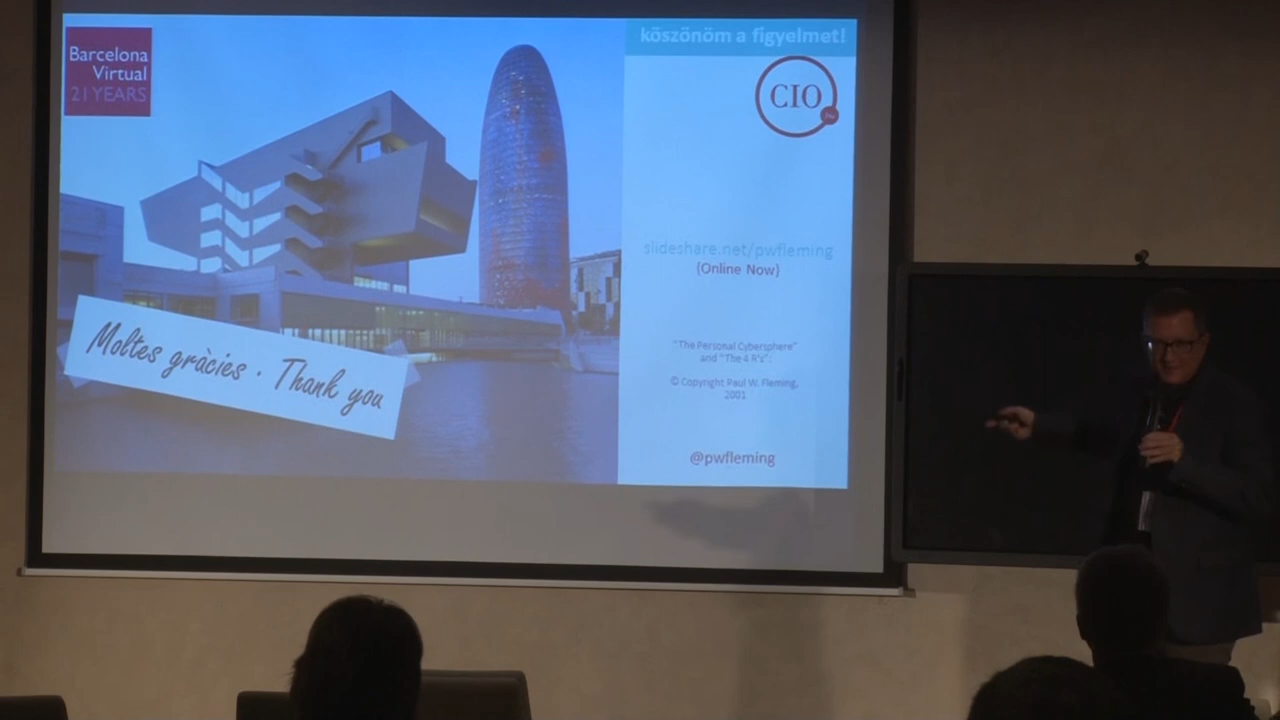 Barcelona
Virtual
21 YEARS
Moltes gràcies · Thank you
köszönöm a figyelmet!
CIO
slideshare.net/pwfleming
{Online Now}
"The Personal Cybersphere"
and "The 4 R's":
© Copyright Paul W. Fleming,
2001
@pwfleming